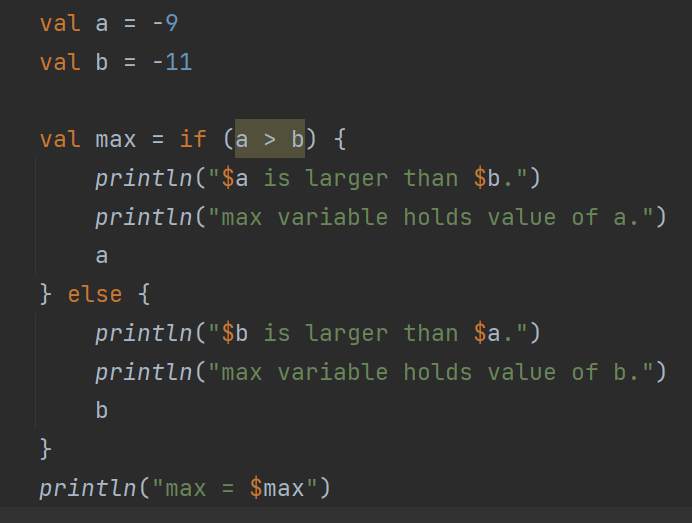 val a = -9
val b = -11
val max = if (a > b) {
println("$a is larger than $b.")
println("max variable holds value of a.")
a
} else {
println("$b is larger than $a.")
println("max variable holds value of b.")
b
}
println("max = $max")